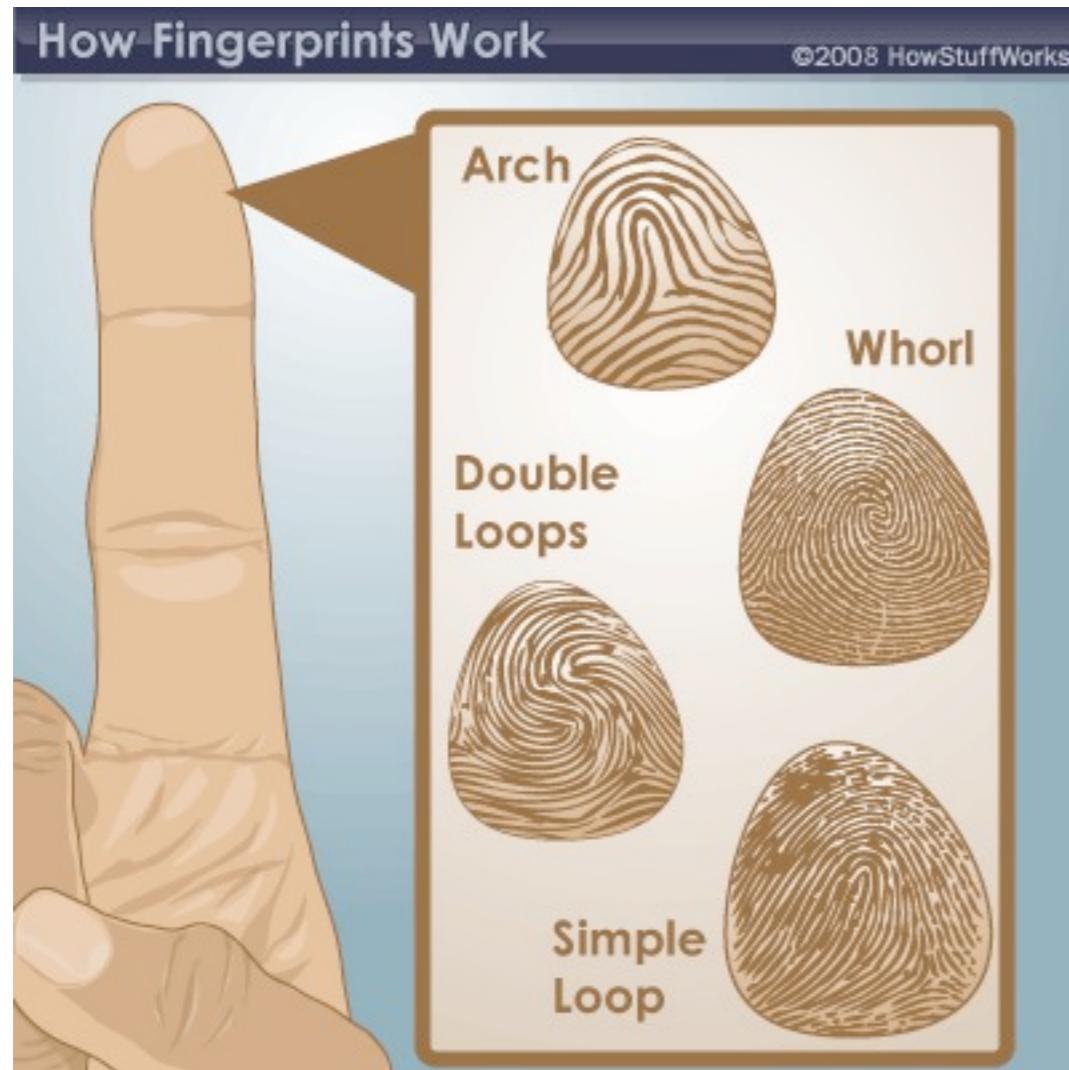 How Fingerprints Work
©2008 HowStuffWorks
Arch
Whorl
Double
Loops
Simple
Loop